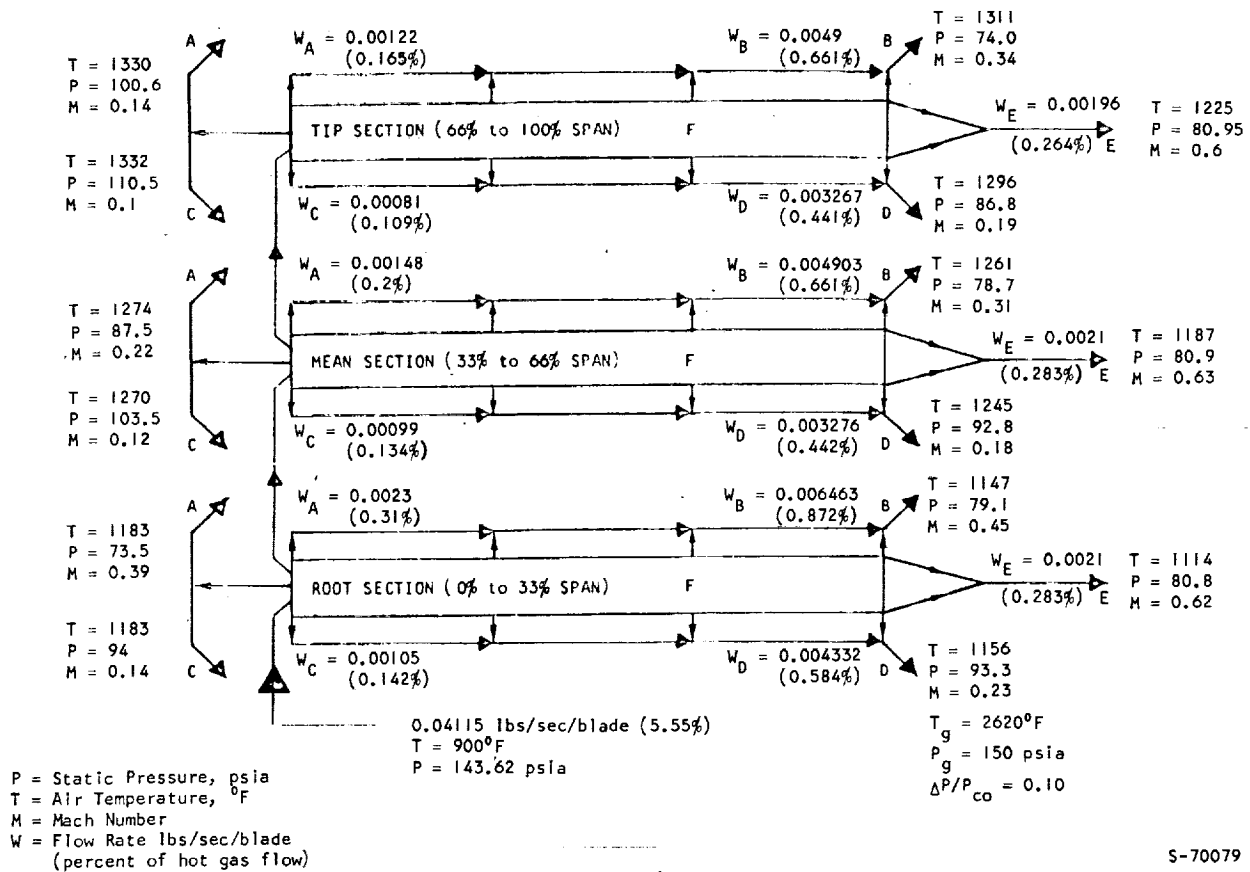 T = 1330
P = 100.6
M = 0.14
A
W_A = 0.00122
(0.165%)
W_B = 0.0049
(0.661%)
B
T = 1311
P = 74.0
M = 0.34
TIP SECTION (66% to 100% SPAN) F
W_E = 0.00196
(0.264%) E
T = 1225
P = 80.95
M = 0.6
T = 1332
P = 110.5
M = 0.1
C
W_C = 0.00081
(0.109%)
W_D = 0.003267
(0.441%)
D
T = 1296
P = 86.8
M = 0.19
A
W_A = 0.00148
(0.2%)
W_B = 0.004903
(0.661%)
B
T = 1261
P = 78.7
M = 0.31
T = 1274
P = 87.5
M = 0.22
MEAN SECTION (33% to 66% SPAN) F
W_E = 0.0021
(0.283%) E
T = 1187
P = 80.9
M = 0.63
T = 1270
P = 103.5
M = 0.12
C
W_C = 0.00099
(0.134%)
W_D = 0.003276
(0.442%)
D
T = 1245
P = 92.8
M = 0.18
A
W_A = 0.0023
(0.31%)
W_B = 0.006463
(0.872%)
B
T = 1147
P = 79.1
M = 0.45
T = 1183
P = 73.5
M = 0.39
ROOT SECTION (0% to 33% SPAN) F
W_E = 0.0021
(0.283%) E
T = 1114
P = 80.8
M = 0.62
T = 1183
P = 94
M = 0.14
C
W_C = 0.00105
(0.142%)
W_D = 0.004332
(0.584%)
D
T = 1156
P = 93.3
M = 0.23
0.04115 lbs/sec/blade (5.55%)
T = 900⁰F
P = 143.62 psia
T_g = 2620⁰F
P_g = 150 psia
ΔP/P_co = 0.10
P = Static Pressure, psia
T = Air Temperature, ⁰F
M = Mach Number
W = Flow Rate lbs/sec/blade
(percent of hot gas flow)
S-70079